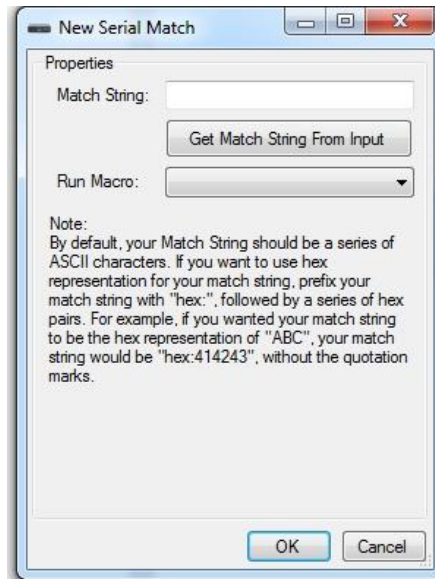 New Serial Match
Properties
Match String:
Get Match String From Input
Run Macro:
Note:
By default, your Match String should be a series of
ASCII characters. If you want to use hex
representation for your match string, prefix your
match string with "hex:", followed by a series of hex
pairs. For example, if you wanted your match string
to be the hex representation of "ABC", your match
string would be "hex:414243", without the quotation
marks.
OK Cancel